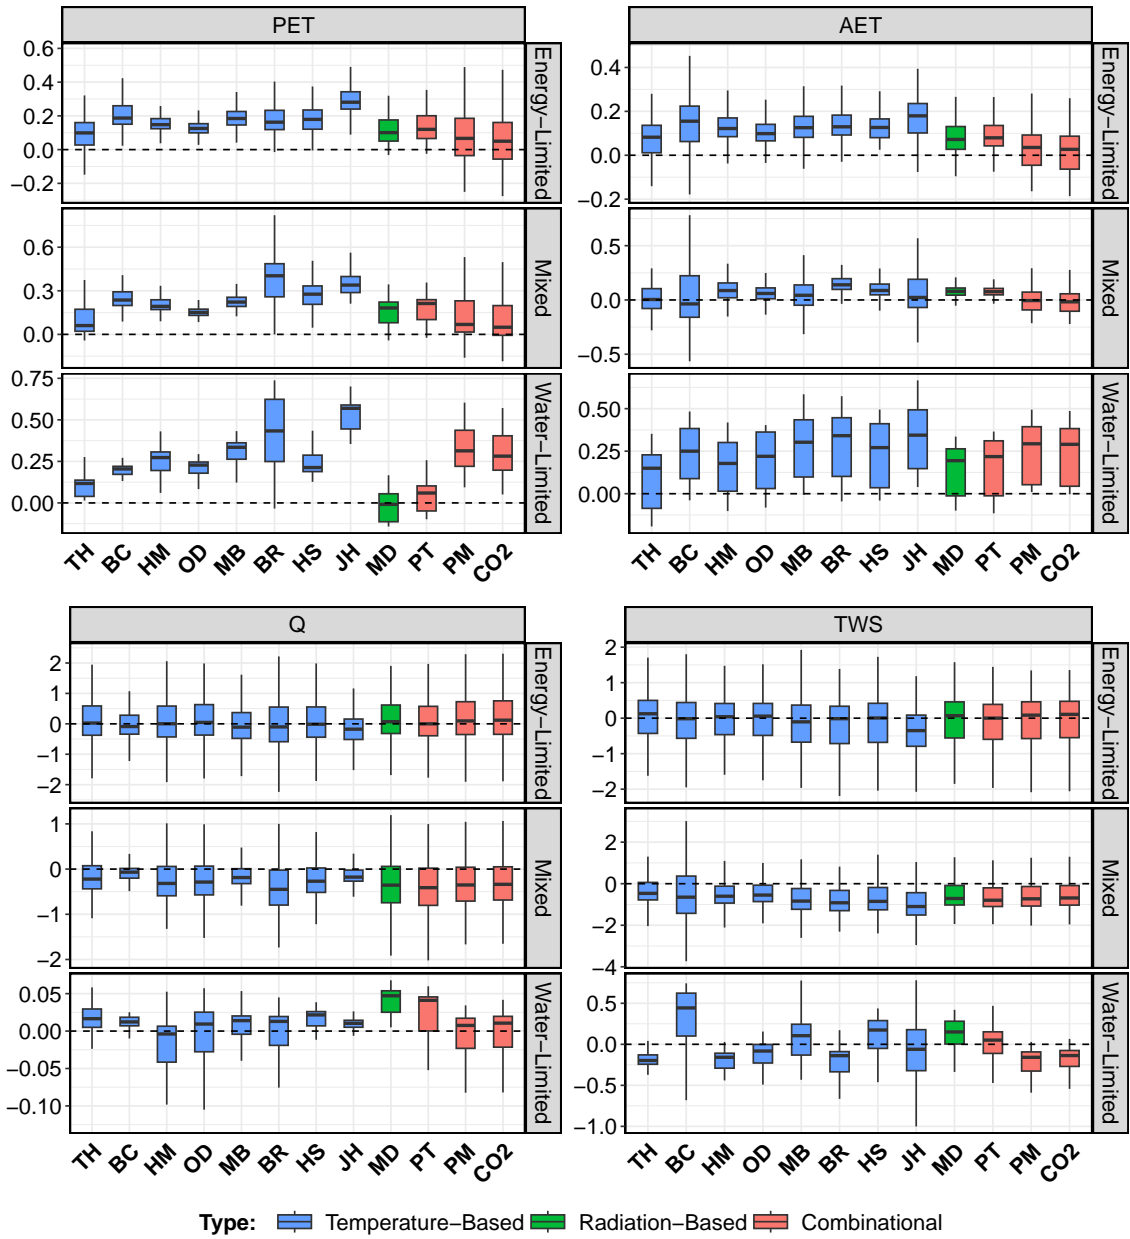 PET
0.6
0.4
0.2
0.0
−0.2
Energy−Limited
0.6
0.3
0.0
Mixed
0.75
0.50
0.25
0.00
Water−Limited
TH BC HM OD MB BR HS JH MD PT PM CO2
AET
0.4
0.2
0.0
−0.2
Energy−Limited
0.5
0.0
−0.5
Mixed
0.50
0.25
0.00
Water−Limited
TH BC HM OD MB BR HS JH MD PT PM CO2
Q
2
1
0
−1
−2
Energy−Limited
1
0
−1
−2
Mixed
0.05
0.00
−0.05
−0.10
Water−Limited
TH BC HM OD MB BR HS JH MD PT PM CO2
TWS
2
1
0
−1
−2
Energy−Limited
2
0
−2
−4
Mixed
0.5
0.0
−0.5
−1.0
Water−Limited
TH BC HM OD MB BR HS JH MD PT PM CO2
Type: Temperature−Based Radiation−Based Combinational